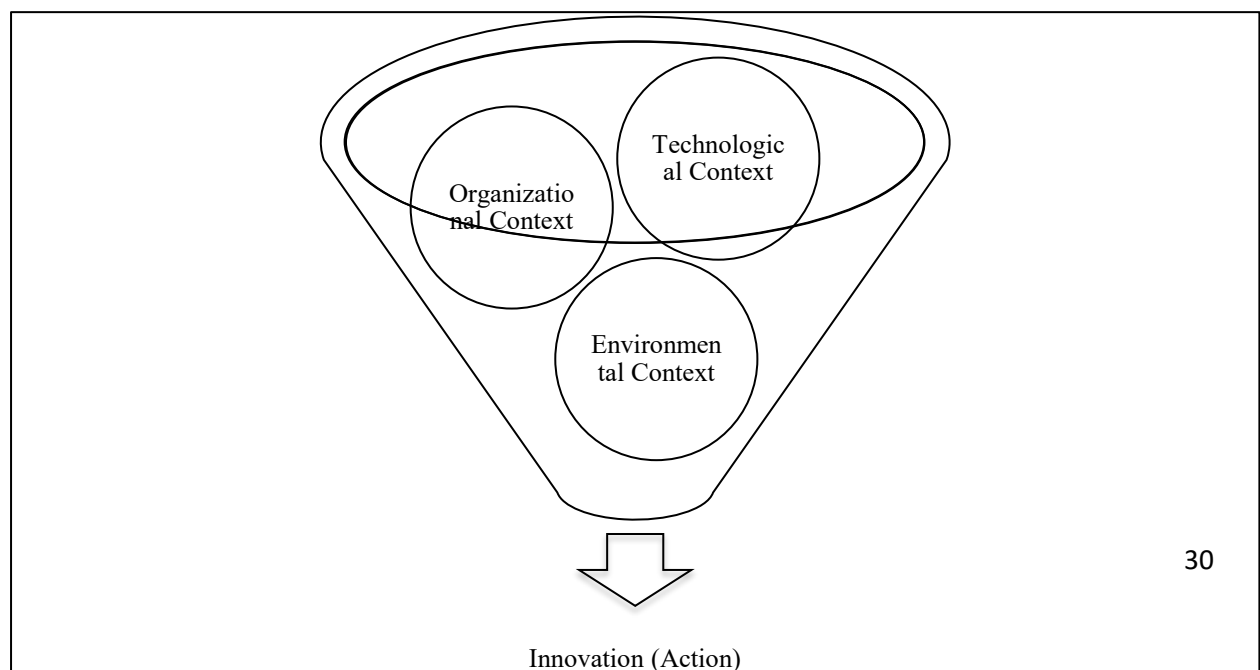 Technologic
al Context
Organizatio
nal Context
Environmen
tal Context
30
Innovation (Action)